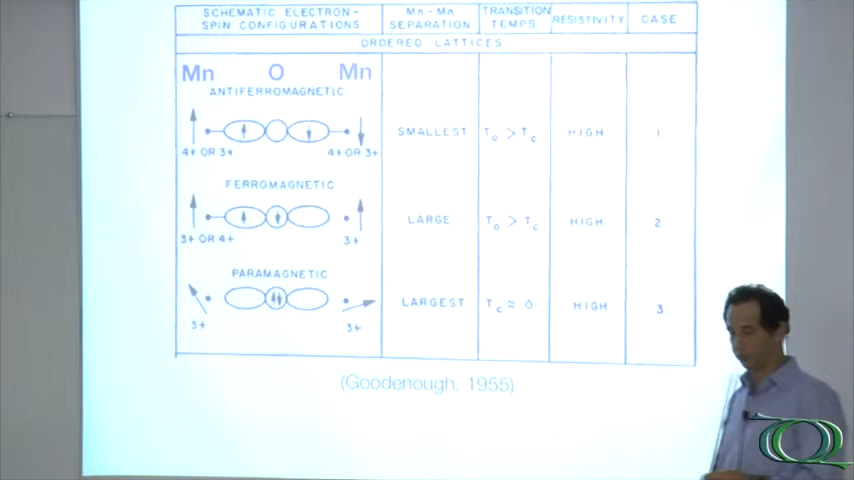 SCHEMATIC ELECTRON-
SPIN CONFIGURATIONS
Mn-Mn
SEPARATION
TRANSITION
TEMPS
RESISTIVITY
CASE
ORDERED LATTICES
Mn O Mn
ANTIFERROMAGNETIC
4+ OR 3+ 4+ OR 3+
SMALLEST
To > Tc
HIGH
1
FERROMAGNETIC
3+ OR 4+ 3+
LARGE
To > Tc
HIGH
2
PARAMAGNETIC
3+ 3+
LARGEST
Tc ≈ 0
HIGH
3
(Goodenough, 1955)